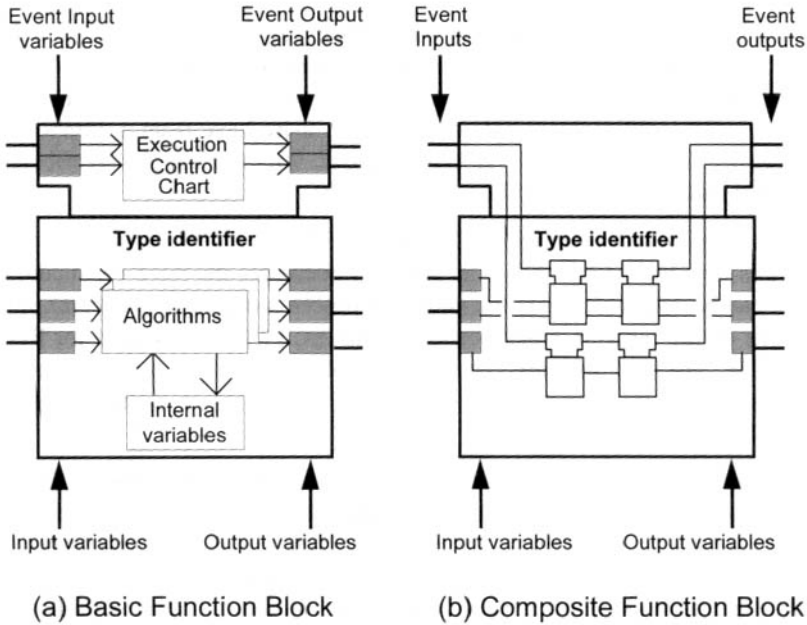 Event Input
variables
Event Output
variables
Execution
Control
Chart
Type identifier
Algorithms
Internal
variables
Input variables
Output variables
(a) Basic Function Block
Event
Inputs
Event
outputs
Type identifier
Input variables
Output variables
(b) Composite Function Block